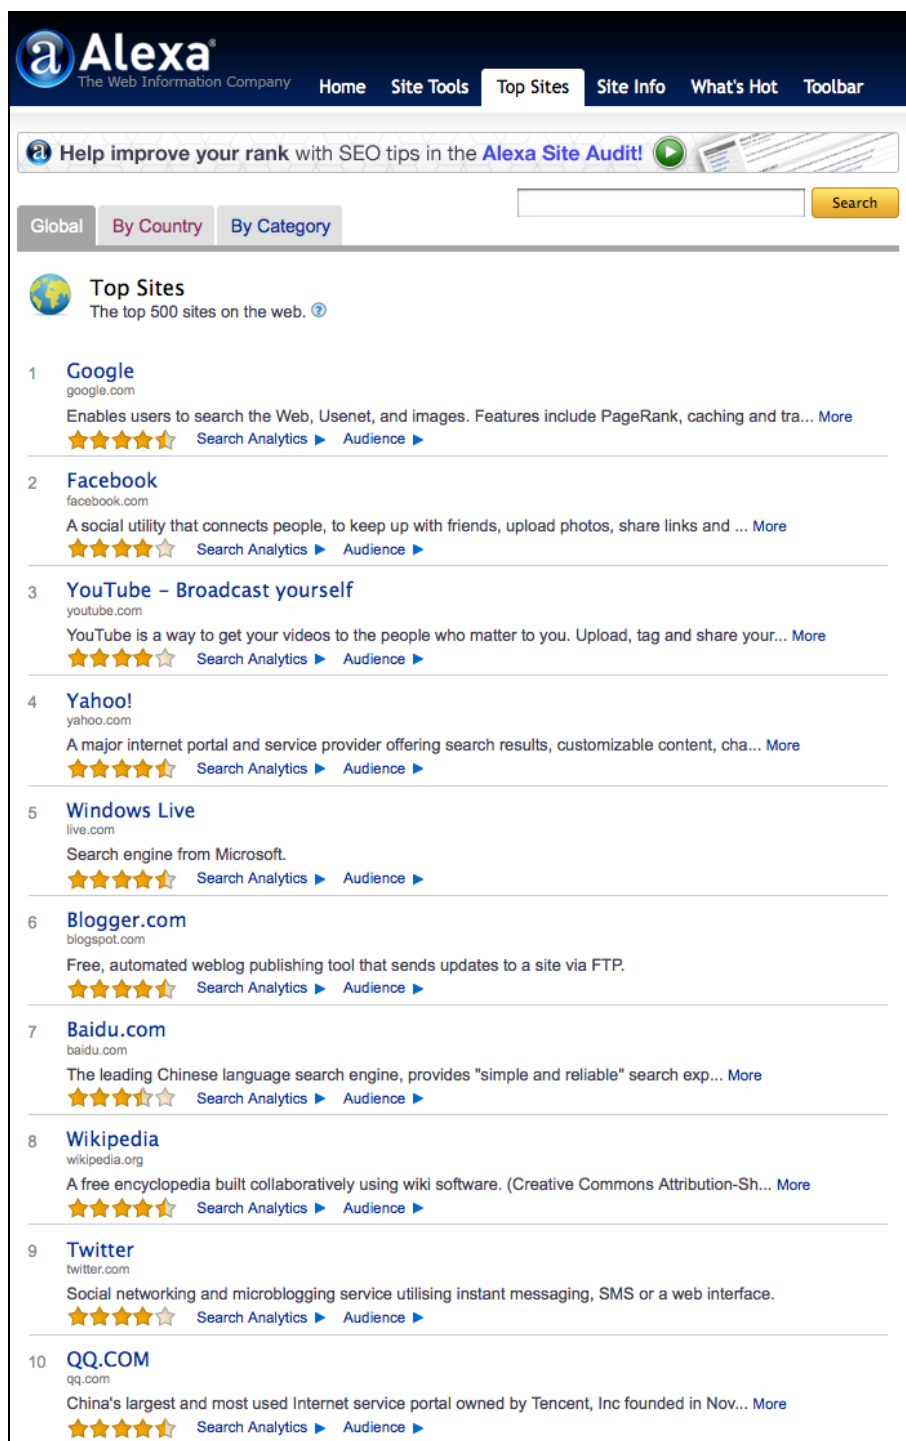 a Alexa®
The Web Information Company
Home Site Tools Top Sites Site Info What's Hot Toolbar
a Help improve your rank with SEO tips in the Alexa Site Audit!
Search
Global By Country By Category
Top Sites
The top 500 sites on the web. ?
1 Google
google.com
Enables users to search the Web, Usenet, and images. Features include PageRank, caching and tra... More
Search Analytics Audience
2 Facebook
facebook.com
A social utility that connects people, to keep up with friends, upload photos, share links and ... More
Search Analytics Audience
3 YouTube – Broadcast yourself
youtube.com
YouTube is a way to get your videos to the people who matter to you. Upload, tag and share your... More
Search Analytics Audience
4 Yahoo!
yahoo.com
A major internet portal and service provider offering search results, customizable content, cha... More
Search Analytics Audience
5 Windows Live
live.com
Search engine from Microsoft.
Search Analytics Audience
6 Blogger.com
blogspot.com
Free, automated weblog publishing tool that sends updates to a site via FTP.
Search Analytics Audience
7 Baidu.com
baidu.com
The leading Chinese language search engine, provides "simple and reliable" search exp... More
Search Analytics Audience
8 Wikipedia
wikipedia.org
A free encyclopedia built collaboratively using wiki software. (Creative Commons Attribution-Sh... More
Search Analytics Audience
9 Twitter
twitter.com
Social networking and microblogging service utilising instant messaging, SMS or a web interface.
Search Analytics Audience
10 QQ.COM
qq.com
China's largest and most used Internet service portal owned by Tencent, Inc founded in Nov... More
Search Analytics Audience